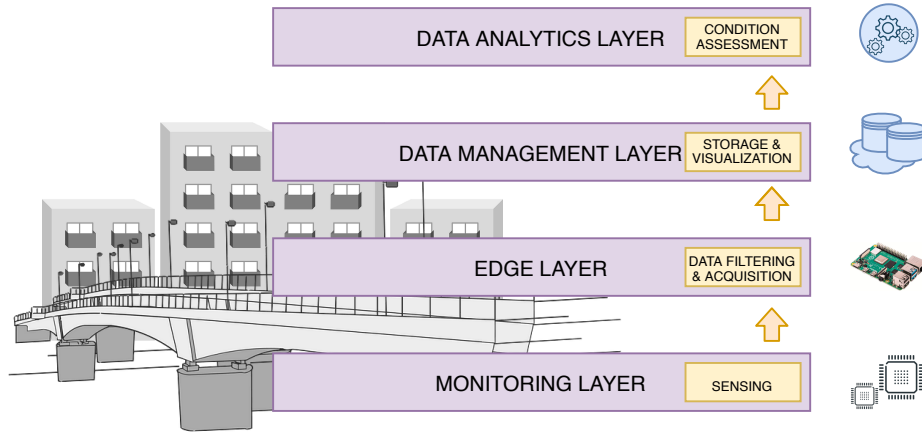 DATA ANALYTICS LAYER
CONDITION
ASSESSMENT
DATA MANAGEMENT LAYER
STORAGE &
VISUALIZATION
EDGE LAYER
DATA FILTERING
& ACQUISITION
MONITORING LAYER
SENSING